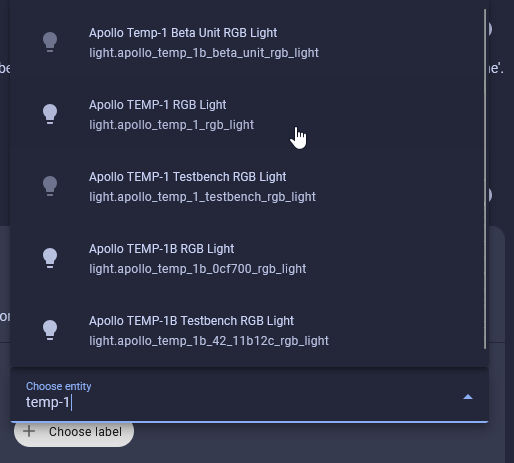 Apollo Temp-1 Beta Unit RGB Light
light.apollo_temp_1b_beta_unit_rgb_light
be
e'.
Apollo TEMP-1 RGB Light
light.apollo_temp_1_rgb_light
Apollo TEMP-1 Testbench RGB Light
light.apollo_temp_1_testbench_rgb_light
Apollo TEMP-1B RGB Light
light.apollo_temp_1b_0cf700_rgb_light
or
Apollo TEMP-1B Testbench RGB Light
light.apollo_temp_1b_42_11b12c_rgb_light
Choose entity
temp-1
Choose label